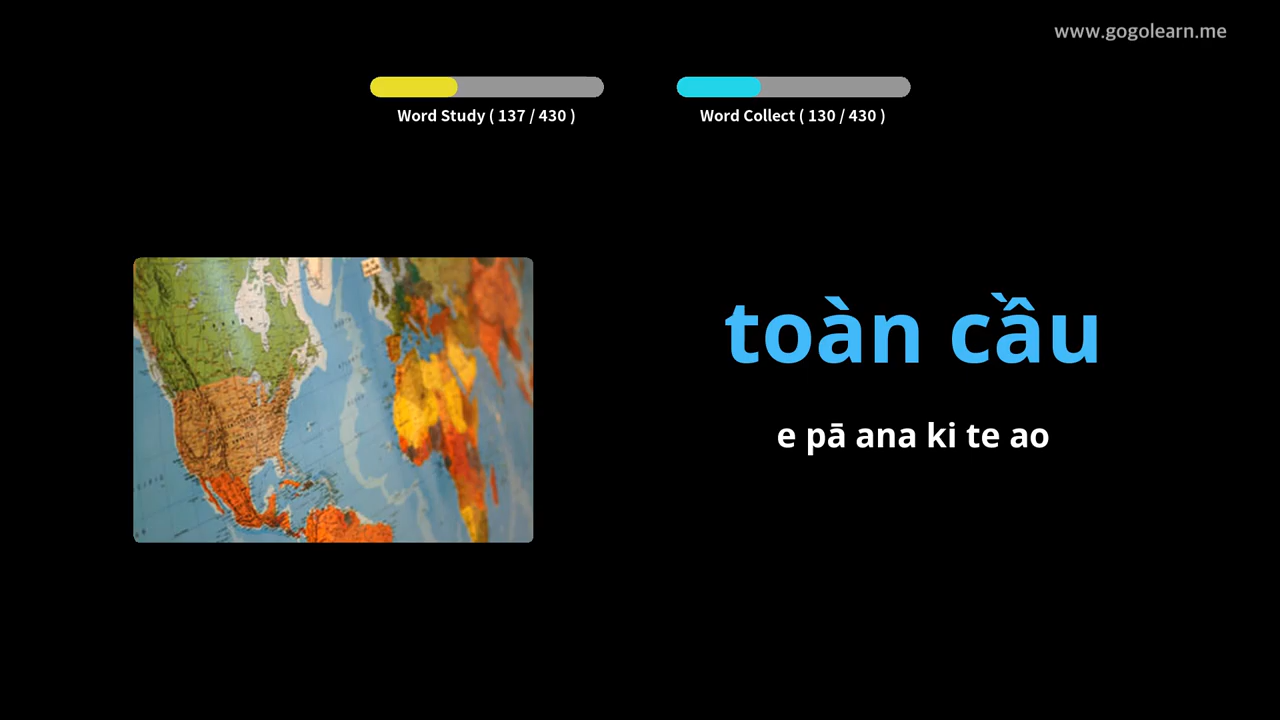 www.gogolearn.me
Word Study ( 137 / 430 )
Word Collect ( 130 / 430 )
toàn cầu
e pā ana ki te ao